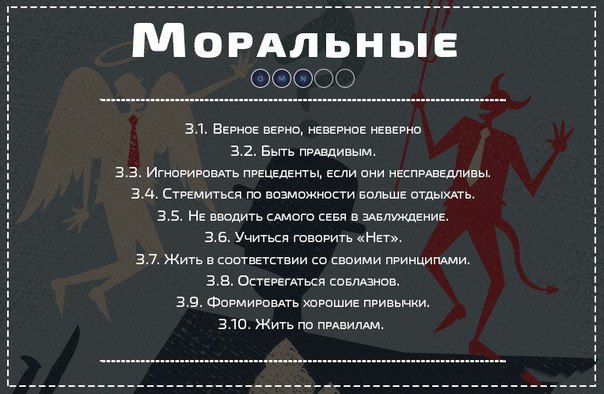 Моральные
O M N
3.1. Верное верно, неверное неверно
3.2. Быть правдивым.
3.3. Игнорировать прецеденты, если они несправедливы.
3.4. Стремиться по возможности больше отдыхать.
3.5. Не вводить самого себя в заблуждение.
3.6. Учиться говорить «Нет».
3.7. Жить в соответствии со своими принципами.
3.8. Остерегаться соблазнов.
3.9. Формировать хорошие привычки.
3.10. Жить по правилам.